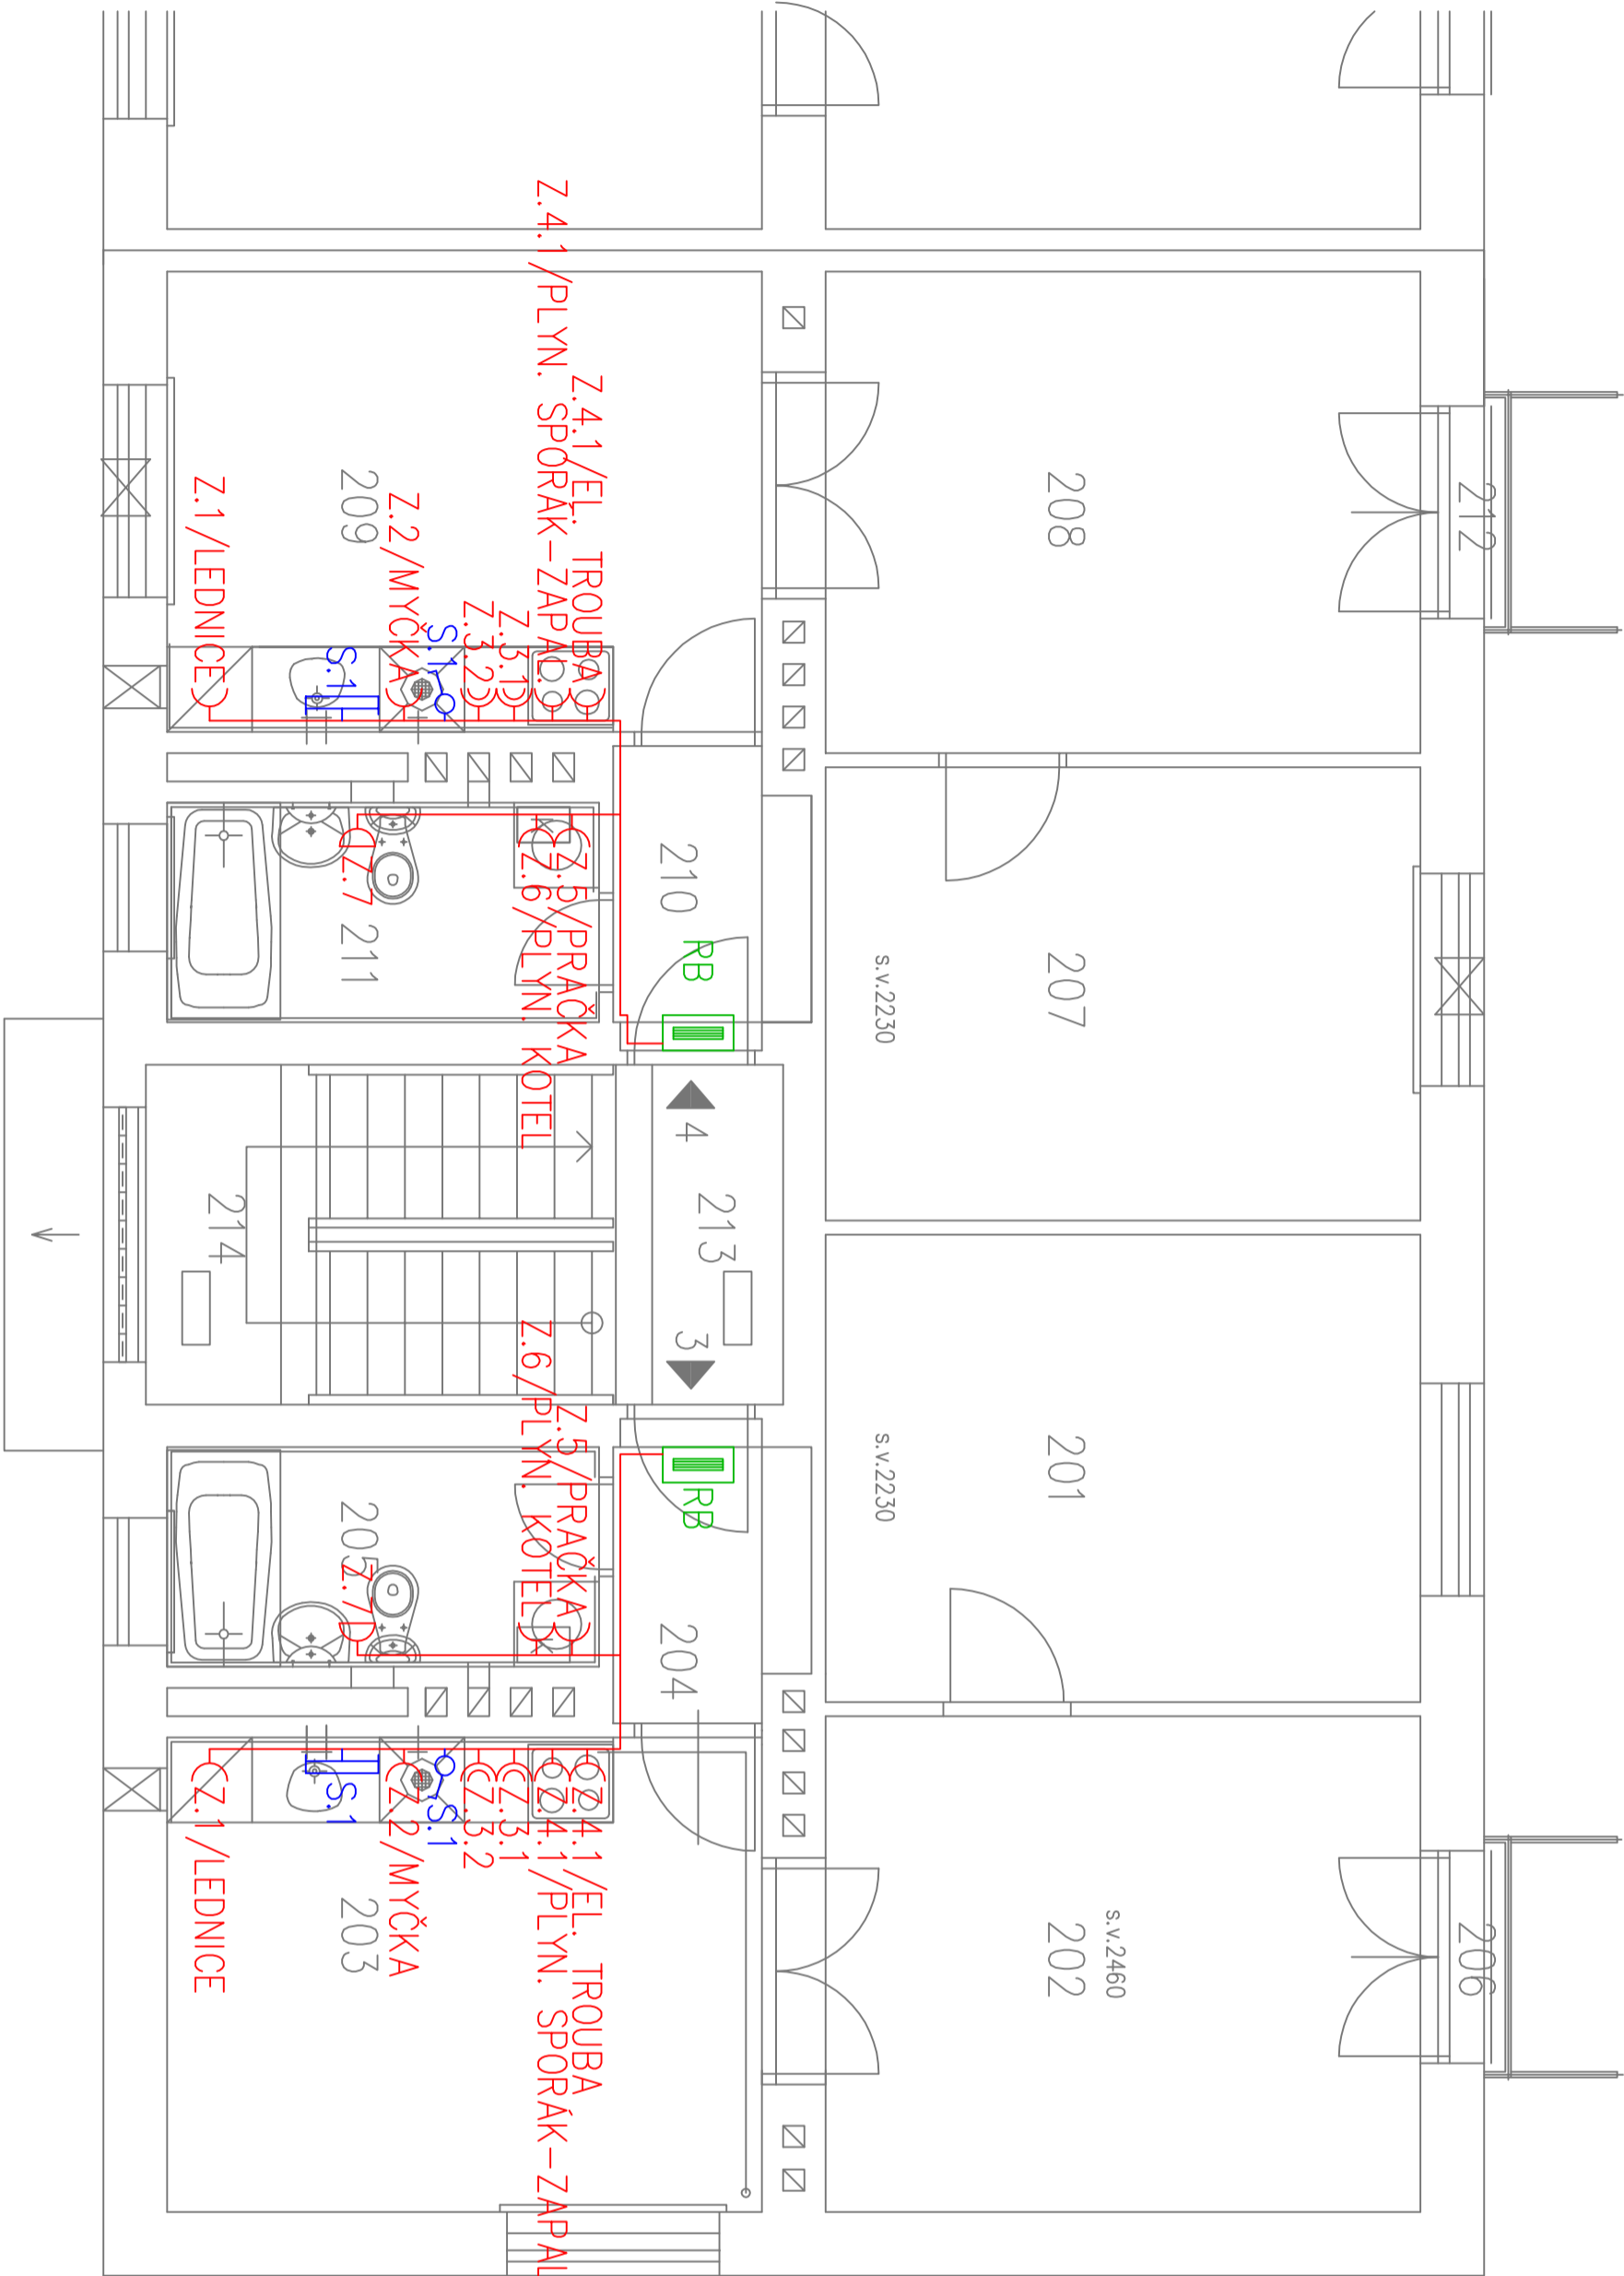 Z.4.1/PLYN. SPORÁK-ZAPAL.
Z.4.1/EL. TROUBA
Z.3.1
Z.3.2
S.1
Z.2/MYČKA
S.1
Z.1/LEDNICE
209
208
212
Z.7
211
Z.5/PRAČKA
Z.6/PLYN. KOTEL
210
RB
s.v.2230
207
4
213
3
214
Z.6/PLYN. KOTEL
Z.5/PRAČKA
RB
s.v.2230
201
205
Z.7
204
Z.4.1/EL. TROUBA
Z.4.1/PLYN. SPORÁK-ZAPAL
Z.3.1
Z.3.2
S.1
Z.2/MYČKA
S.1
Z.1/LEDNICE
203
s.v.2460
202
206